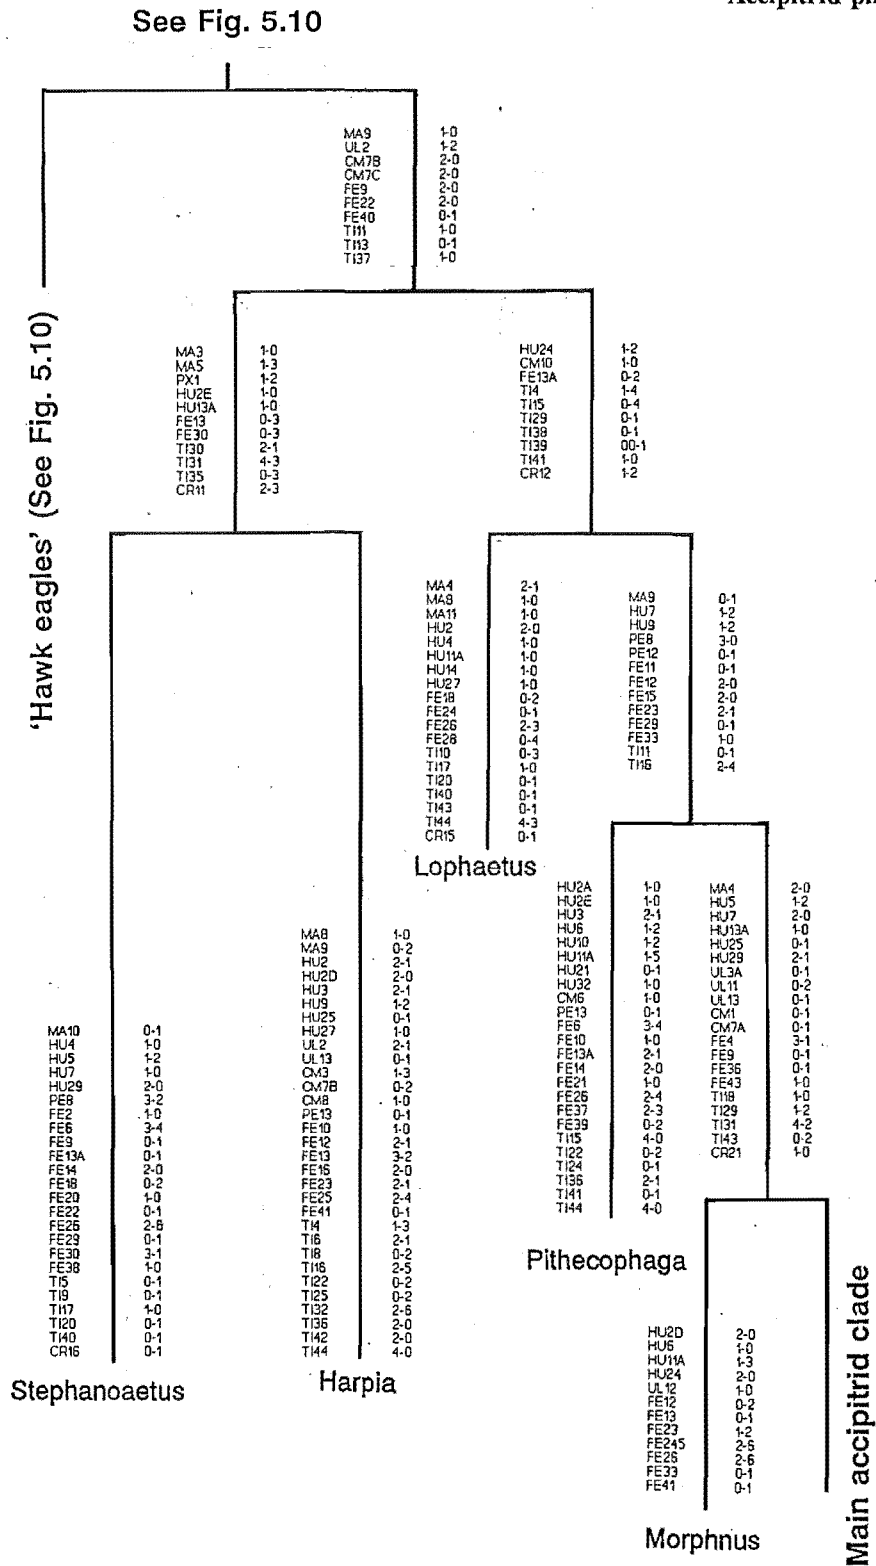 See Fig. 5.10
'Hawk eagles' (See Fig. 5.10)
MA9 1-0
UL2 1-2
CM7B 2-0
CM7C 2-0
FE9 2-0
FE22 2-0
FE40 0-1
TI11 1-0
TI13 0-1
TI37 1-0
MA3 1-0
MA5 1-3
PX1 1-2
HU2E 1-0
HU13A 1-0
FE13 0-3
FE30 0-3
TI30 2-1
TI31 4-3
TI35 0-3
CR11 2-3
HU24 1-2
CM10 1-0
FE13A 0-2
TI4 1-4
TI15 0-4
TI29 0-1
TI38 0-1
TI39 00-1
TI41 1-0
CR12 1-2
MA4 2-1
MA8 1-0
MA11 1-0
HU2 2-0
HU4 1-0
HU11A 1-0
HU14 1-0
HU27 1-0
FE18 0-2
FE24 0-1
FE26 2-3
FE28 0-4
TI10 0-3
TI17 1-0
TI20 0-1
TI40 0-1
TI43 0-1
TI44 4-3
CR15 0-1
Lophaetus
MA9 0-1
HU7 1-2
HU9 1-2
PE8 3-0
PE12 0-1
FE11 0-1
FE12 2-0
FE15 2-0
FE23 2-1
FE29 0-1
FE33 1-0
TI11 0-1
TI16 2-4
MA10 0-1
HU4 1-0
HU5 1-2
HU7 1-0
HU29 2-0
PE8 3-2
FE2 1-0
FE6 3-4
FE9 0-1
FE13A 0-1
FE14 2-0
FE18 0-2
FE20 1-0
FE22 0-1
FE26 2-6
FE29 0-1
FE30 3-1
FE38 1-0
TI5 0-1
TI9 0-1
TI17 1-0
TI20 0-1
TI40 0-1
CR16 0-1
Stephanoaetus
MA8 1-0
MA9 0-2
HU2 2-1
HU2D 2-0
HU3 2-1
HU9 1-2
HU25 0-1
HU27 1-0
UL2 2-1
UL13 0-1
CM3 1-3
CM7B 0-2
CM8 1-0
PE13 0-1
FE10 1-0
FE12 2-1
FE13 3-2
FE16 2-0
FE23 2-1
FE25 2-4
FE41 0-1
TI4 1-3
TI6 2-1
TI8 0-2
TI16 2-5
TI22 0-2
TI25 0-2
TI32 2-6
TI36 2-0
TI42 2-0
TI44 4-0
Harpia
HU2A 1-0
HU2E 1-0
HU3 2-1
HU6 1-2
HU10 1-2
HU11A 1-5
HU21 0-1
HU32 1-0
CM6 1-0
PE13 0-1
FE6 3-4
FE10 1-0
FE13A 2-1
FE14 2-0
FE21 1-0
FE26 2-4
FE37 2-3
FE39 0-2
TI15 4-0
TI22 0-2
TI24 0-1
TI36 2-1
TI41 0-1
TI44 4-0
Pithecophaga
MA4 2-0
HU5 1-2
HU7 2-0
HU13A 1-0
HU25 0-1
HU29 2-1
UL3A 0-1
UL11 0-2
UL13 0-1
CM1 0-1
CM7A 0-1
FE4 3-1
FE9 0-1
FE36 0-1
FE43 1-0
TI18 1-0
TI29 1-2
TI31 4-2
TI43 0-2
CR21 1-0
HU2D 2-0
HU6 1-0
HU11A 1-3
HU24 2-0
UL12 1-0
FE12 0-2
FE13 0-1
FE23 1-2
FE245 2-6
FE26 2-6
FE33 0-1
FE41 0-1
Morphnus
Main accipitrid clade